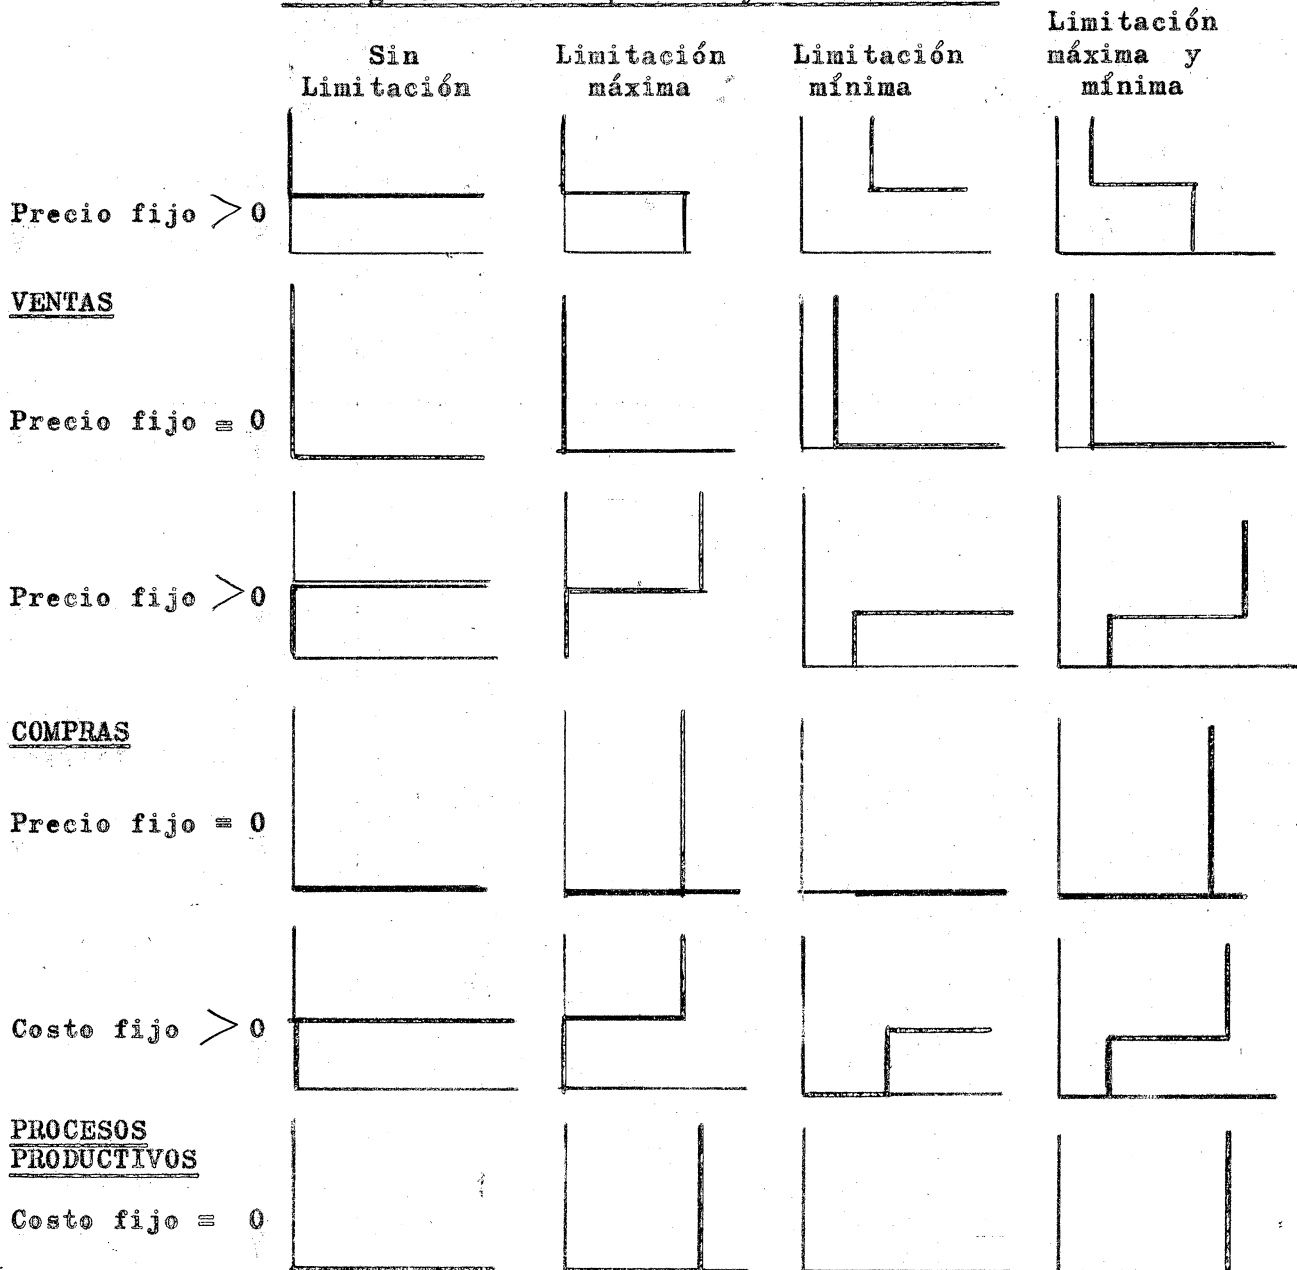 Sin
Limitación
Limitación
máxima
Limitación
mínima
Limitación
máxima y
mínima
Precio fijo > 0
VENTAS
Precio fijo = 0
Precio fijo > 0
COMPRAS
Precio fijo = 0
Costo fijo > 0
PROCESOS
PRODUCTIVOS
Costo fijo = 0